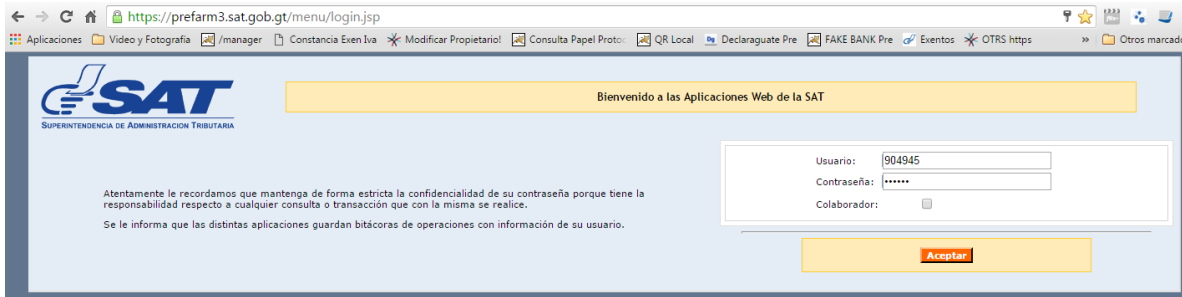 https://prefarm3.sat.gob.gt/menu/login.jsp
Aplicaciones Video y Fotografía /manager Constancia Exen Iva Modificar Propietario! Consulta Papel Protoc QR Local Declaraguate Pre FAKE BANK Pre Exentos OTRS https » Otros marcado
SAT
SUPERINTENDENCIA DE ADMINISTRACION TRIBUTARIA
Bienvenido a las Aplicaciones Web de la SAT
Usuario: 904945
Contraseña: ••••••
Colaborador:
Atentamente le recordamos que mantenga de forma estricta la confidencialidad de su contraseña porque tiene la
responsabilidad respecto a cualquier consulta o transacción que con la misma se realice.
Se le informa que las distintas aplicaciones guardan bitácoras de operaciones con información de su usuario.
Aceptar